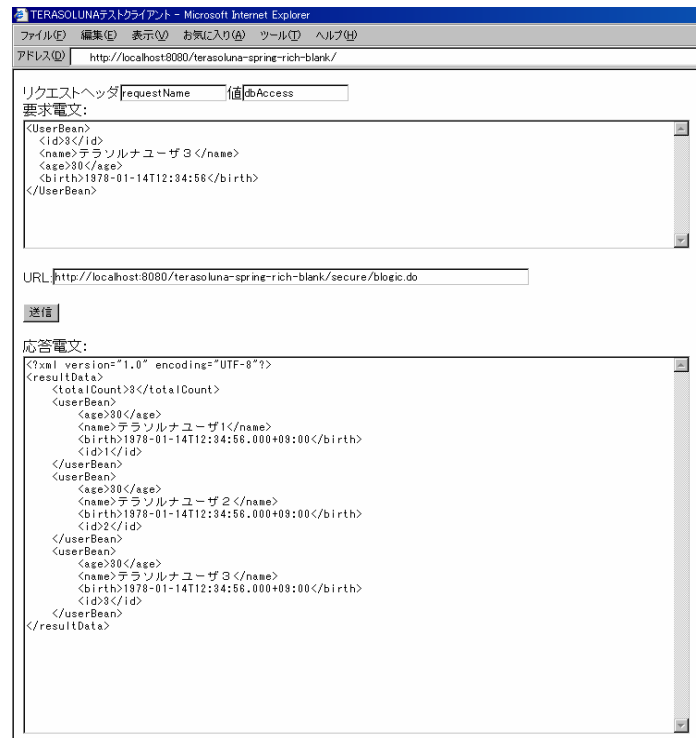 TERASOLUNAテストクライアント - Microsoft Internet Explorer
ファイル(F) 編集(E) 表示(V) お気に入り(A) ツール(T) ヘルプ(H)
アドレス(D) http://localhost:8080/terasoluna-spring-rich-blank/
リクエストヘッダ requestName 値 dbAccess
要求電文:
<UserBean>
  <id>3</id>
  <name>テラソルナユーザ３</name>
  <age>30</age>
  <birth>1978-01-14T12:34:56</birth>
</UserBean>
URL: http://localhost:8080/terasoluna-spring-rich-blank/secure/blogic.do
送信
応答電文:
<?xml version="1.0" encoding="UTF-8"?>
<resultData>
    <totalCount>3</totalCount>
    <userBean>
        <age>30</age>
        <name>テラソルナユーザ1</name>
        <birth>1978-01-14T12:34:56.000+09:00</birth>
        <id>1</id>
    </userBean>
    <userBean>
        <age>30</age>
        <name>テラソルナユーザ２</name>
        <birth>1978-01-14T12:34:56.000+09:00</birth>
        <id>2</id>
    </userBean>
    <userBean>
        <age>30</age>
        <name>テラソルナユーザ３</name>
        <birth>1978-01-14T12:34:56.000+09:00</birth>
        <id>3</id>
    </userBean>
</resultData>